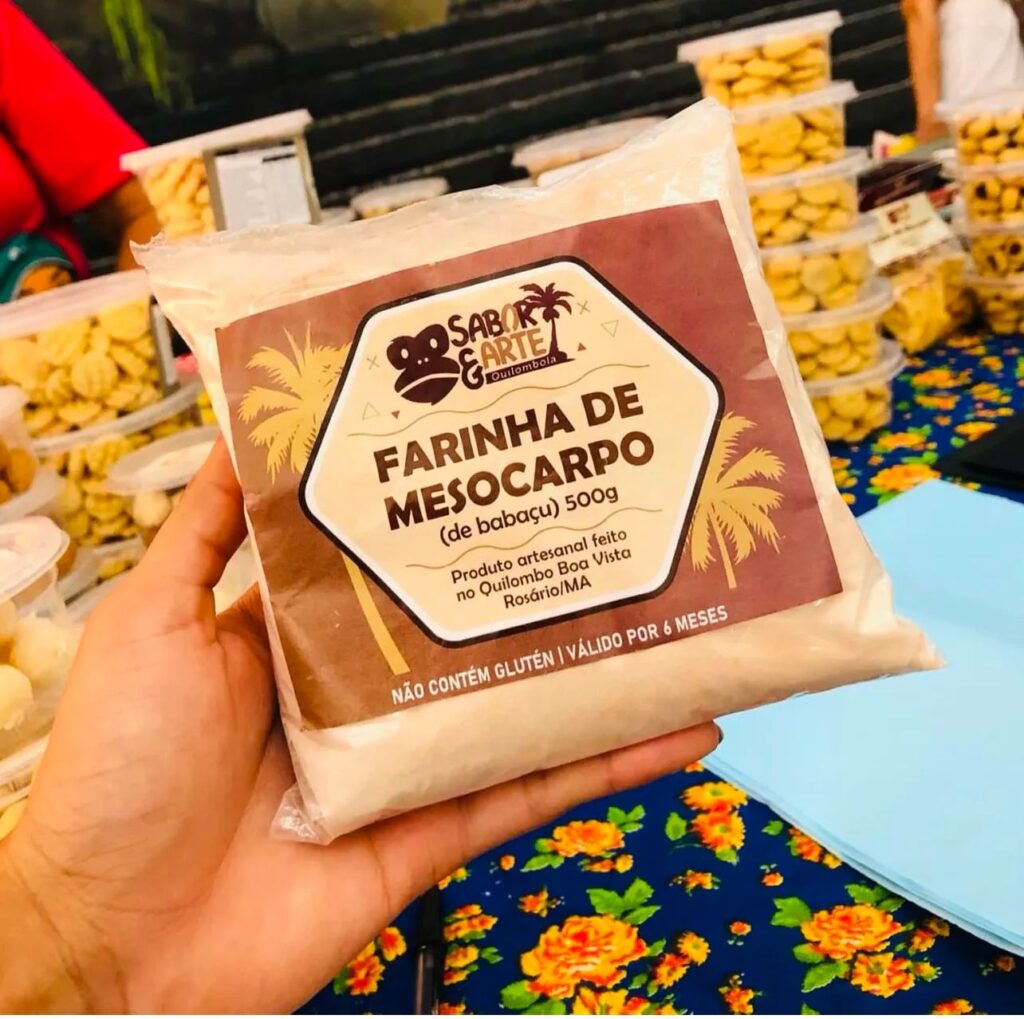 SABOR
& ARTE
Quilombola
FARINHA DE
MESOCARPO
(de babaçu) 500g
Produto artesanal feito
no Quilombo Boa Vista
Rosário/MA
NÃO CONTÉM GLUTÉN | VÁLIDO POR 6 MESES